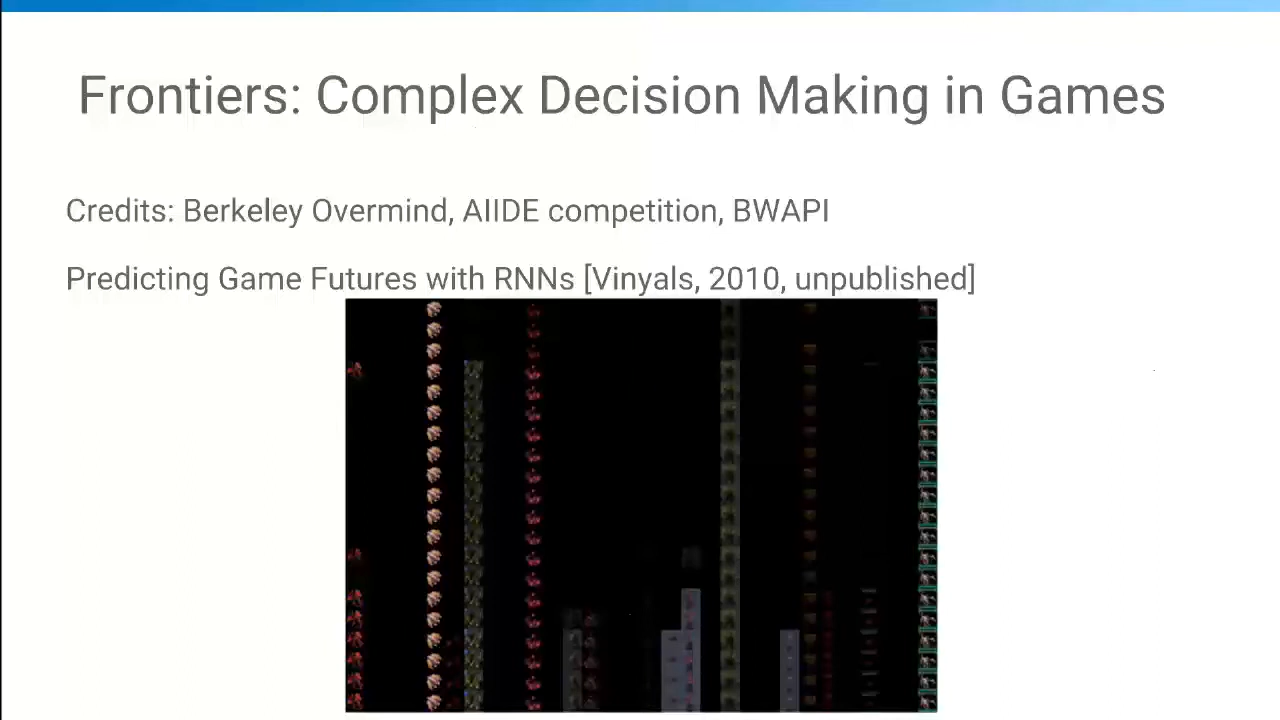 Frontiers: Complex Decision Making in Games
Credits: Berkeley Overmind, AIIDE competition, BWAPI
Predicting Game Futures with RNNs [Vinyals, 2010, unpublished]